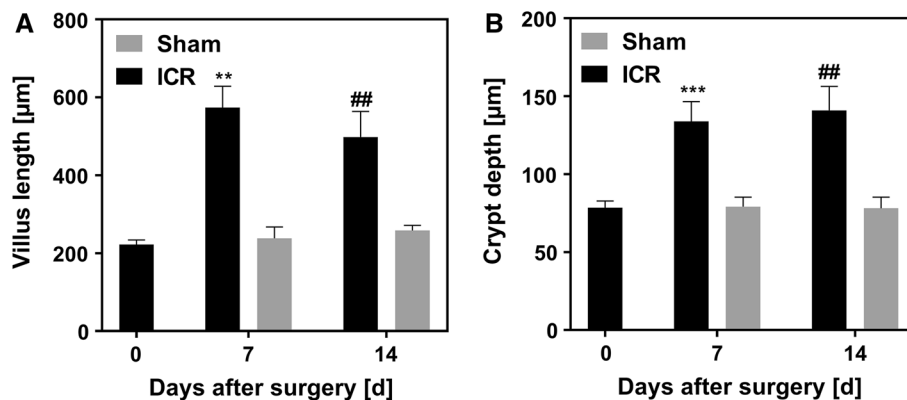 A
800
600
400
200
0
Villus length [µm]
Sham
ICR
**
##
0
7
14
Days after surgery [d]
B
200
150
100
50
0
Crypt depth [µm]
Sham
ICR
***
##
0
7
14
Days after surgery [d]